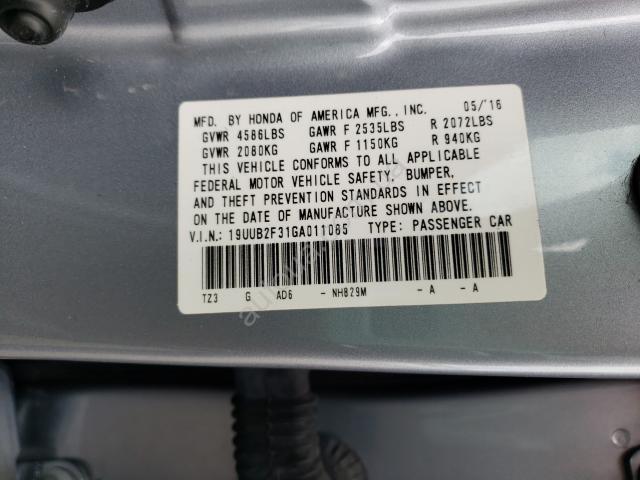 MFD. BY HONDA OF AMERICA MFG., INC. 05/'16
GVWR 4586LBS GAWR F 2535LBS R 2072LBS
GVWR 2080KG GAWR F 1150KG R 940KG
THIS VEHICLE CONFORMS TO ALL APPLICABLE
FEDERAL MOTOR VEHICLE SAFETY, BUMPER,
AND THEFT PREVENTION STANDARDS IN EFFECT
ON THE DATE OF MANUFACTURE SHOWN ABOVE.
V.I.N.: 19UUB2F31GA011085 TYPE: PASSENGER CAR
TZ3 G AD6 - NH829M - A - A